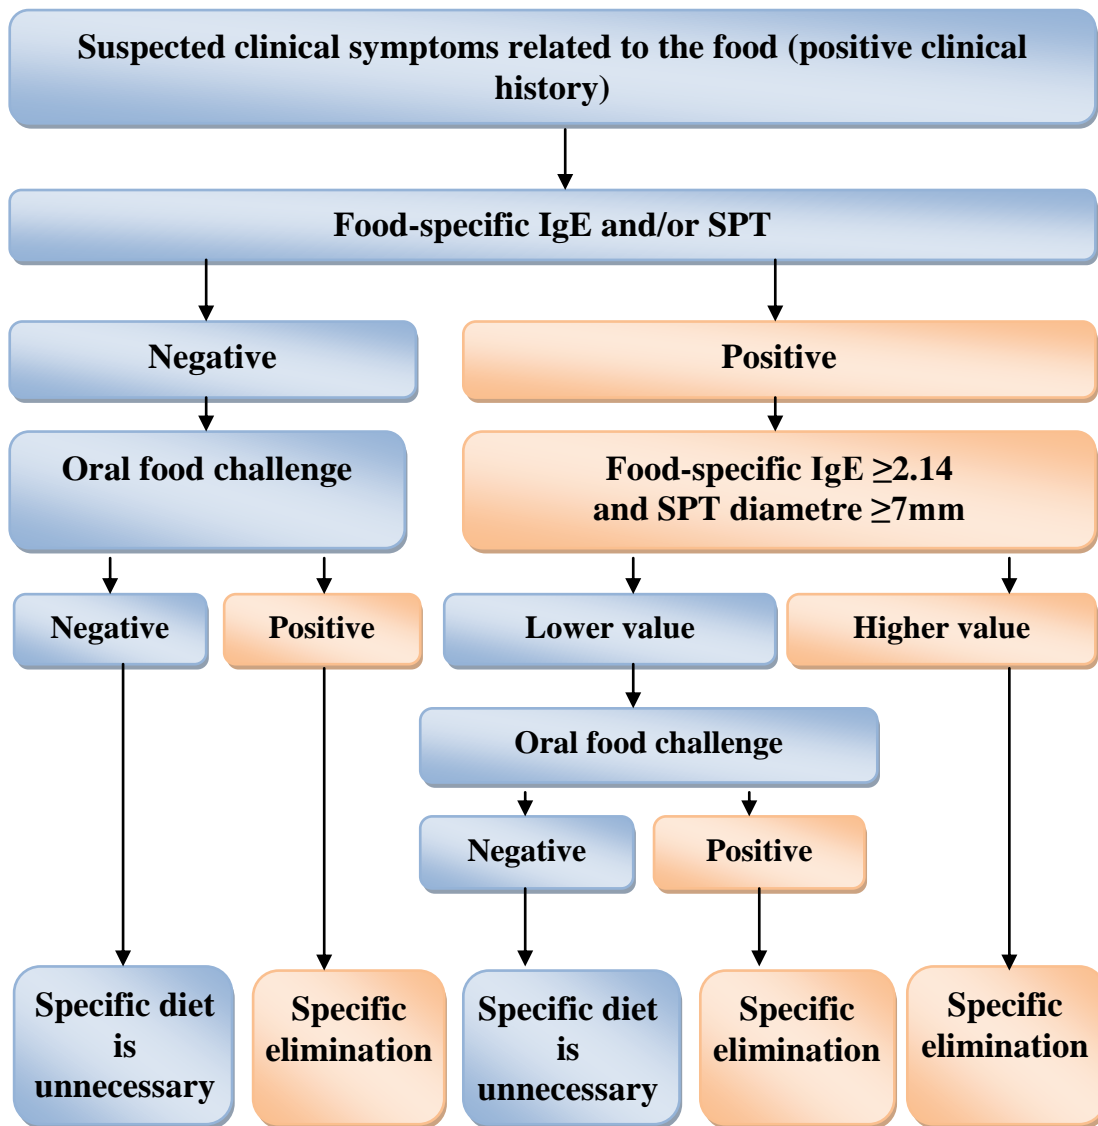 Suspected clinical symptoms related to the food (positive clinical
history)
Food-specific IgE and/or SPT
Negative
Positive
Oral food challenge
Food-specific IgE ≥2.14
and SPT diametre ≥7mm
Negative
Positive
Lower value
Higher value
Oral food challenge
Negative
Positive
Specific diet
is
unnecessary
Specific
elimination
Specific diet
is
unnecessary
Specific
elimination
Specific
elimination